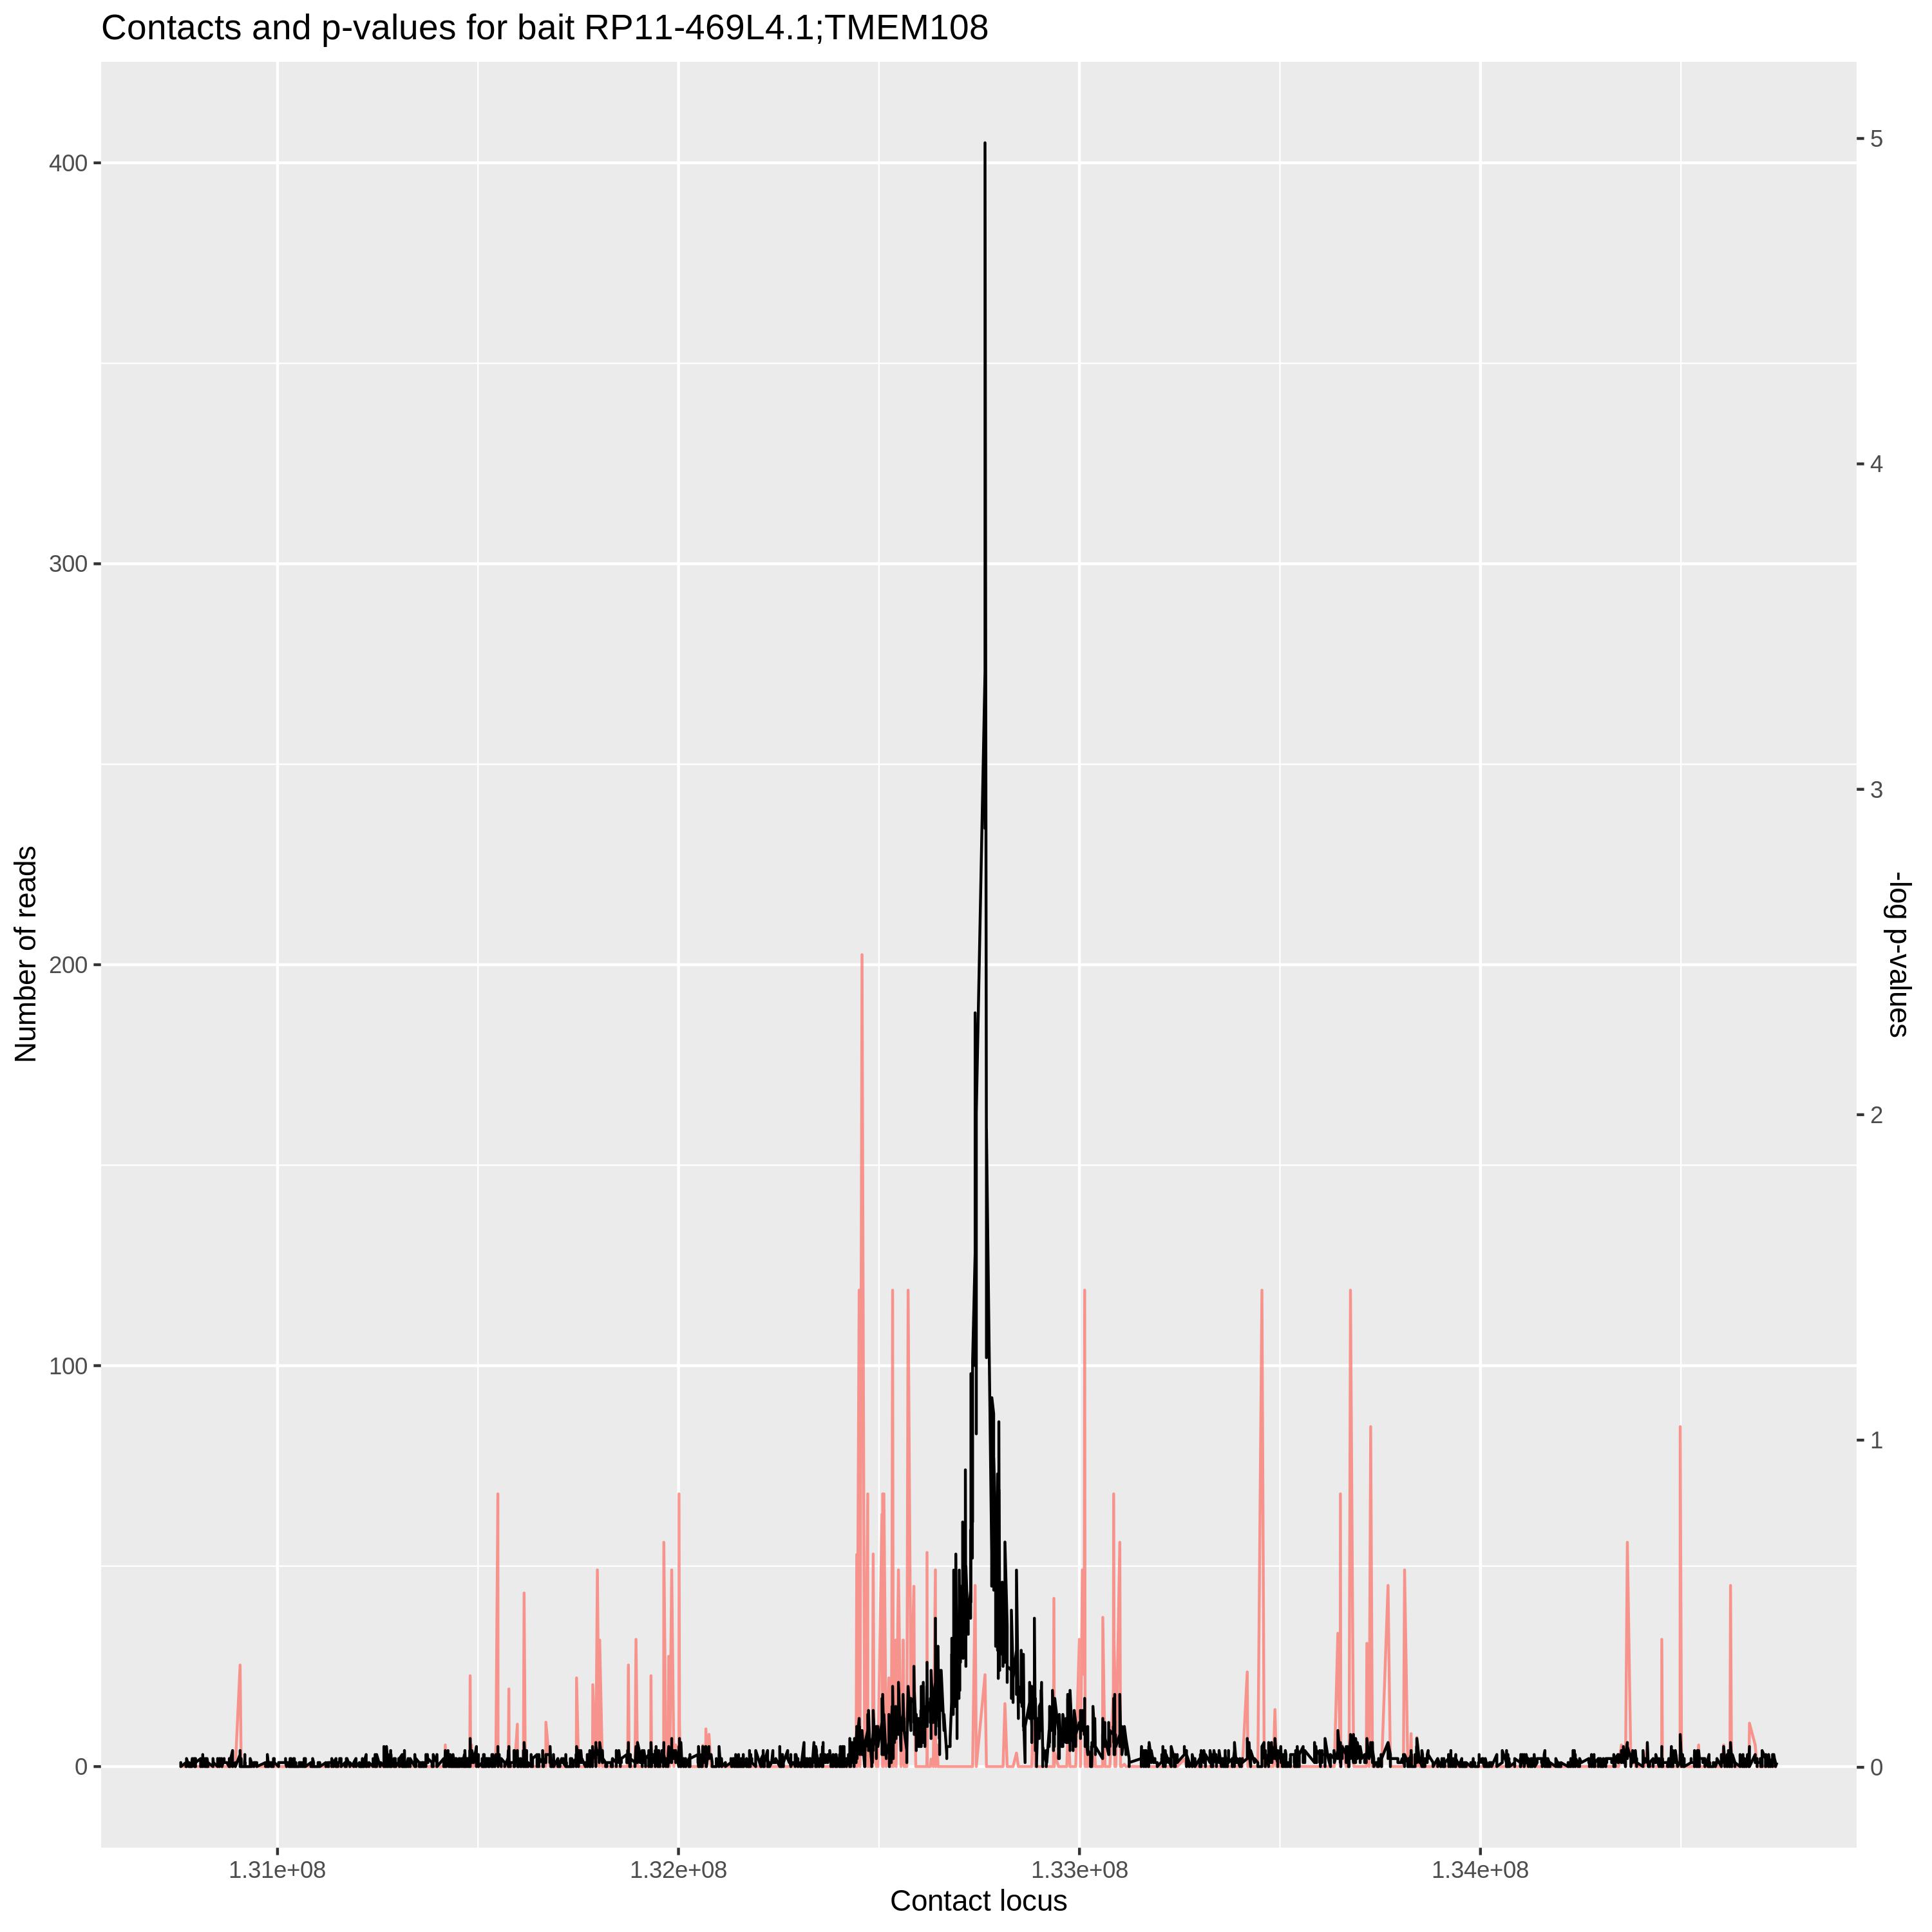 Contacts and p-values for bait RP11-469L4.1;TMEM108
400
300
200
100
0
Number of reads
5
4
3
2
1
0
-log p-values
1.31e+08
1.32e+08
1.33e+08
1.34e+08
Contact locus